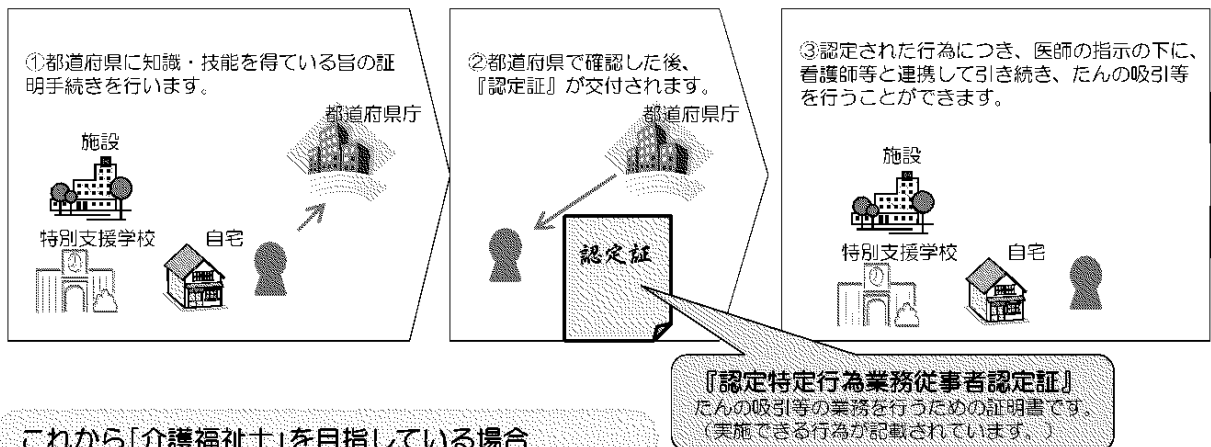 ①都道府県に知識・技能を得ている旨の証
明手続きを行います。
都道府県庁
施設
特別支援学校
自宅
②都道府県で確認した後、
『認定証』が交付されます。
都道府県庁
認定証
③認定された行為につき、医師の指示の下に、
看護師等と連携して引き続き、たんの吸引等
を行うことができます。
施設
特別支援学校
自宅
『認定特定行為業務従事者認定証』
たんの吸引等の業務を行うための証明書です。
（実施できる行為が記載されています。）
これから「介護福祉士」を目指している場合